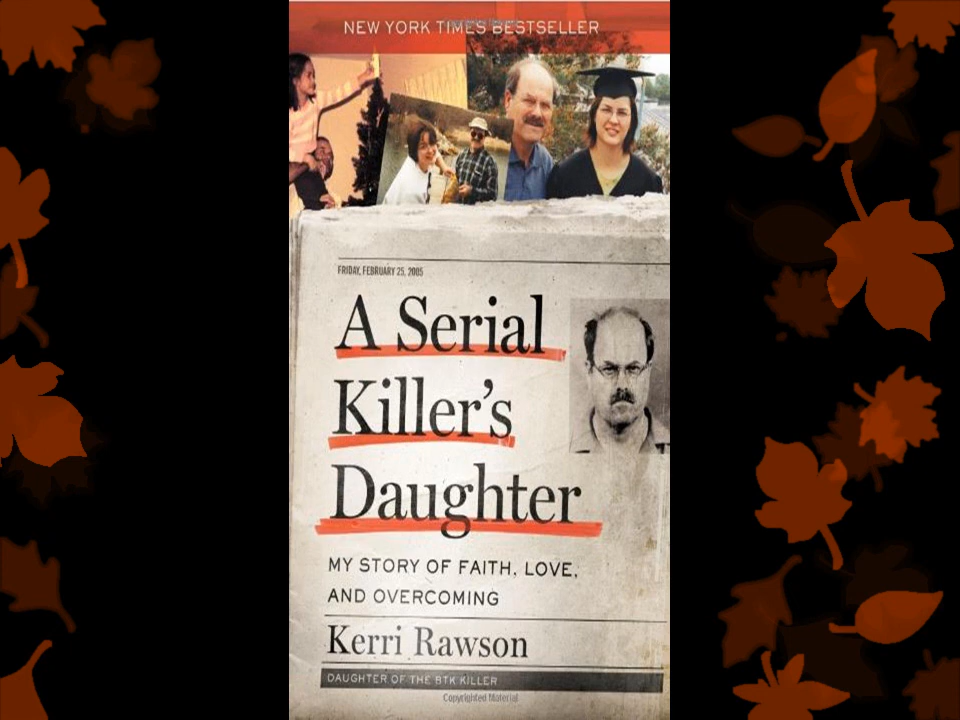 NEW YORK TIMES BESTSELLER
FRIDAY, FEBRUARY 25, 2005
A Serial
Killer's
Daughter
MY STORY OF FAITH, LOVE,
AND OVERCOMING
Kerri Rawson
DAUGHTER OF THE BTK KILLER
Copyrighted Material